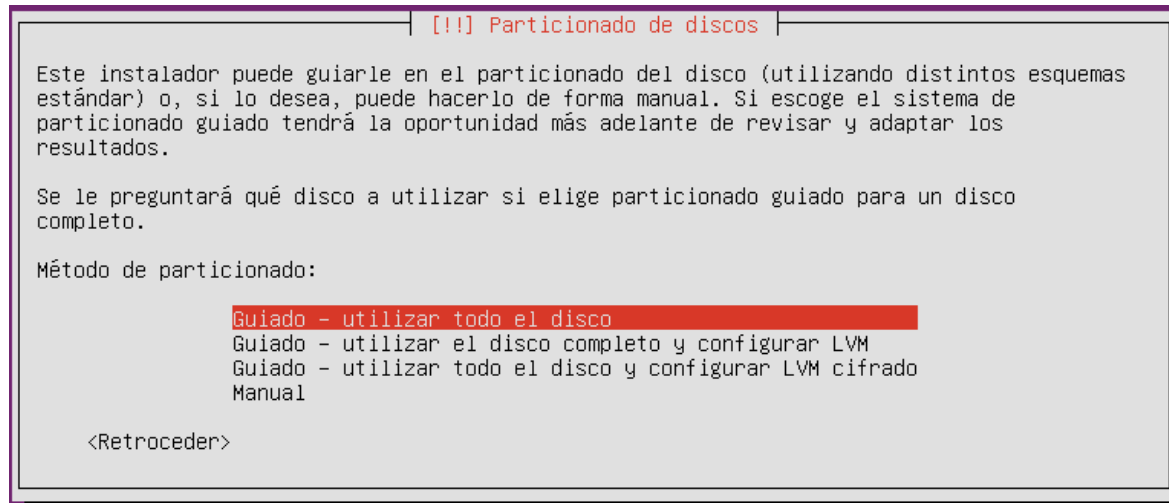 [!!] Particionado de discos
Este instalador puede guiarle en el particionado del disco (utilizando distintos esquemas
estándar) o, si lo desea, puede hacerlo de forma manual. Si escoge el sistema de
particionado guiado tendrá la oportunidad más adelante de revisar y adaptar los
resultados.
Se le preguntará qué disco a utilizar si elige particionado guiado para un disco
completo.
Método de particionado:
Guiado – utilizar todo el disco
Guiado – utilizar el disco completo y configurar LVM
Guiado – utilizar todo el disco y configurar LVM cifrado
Manual
<Retroceder>